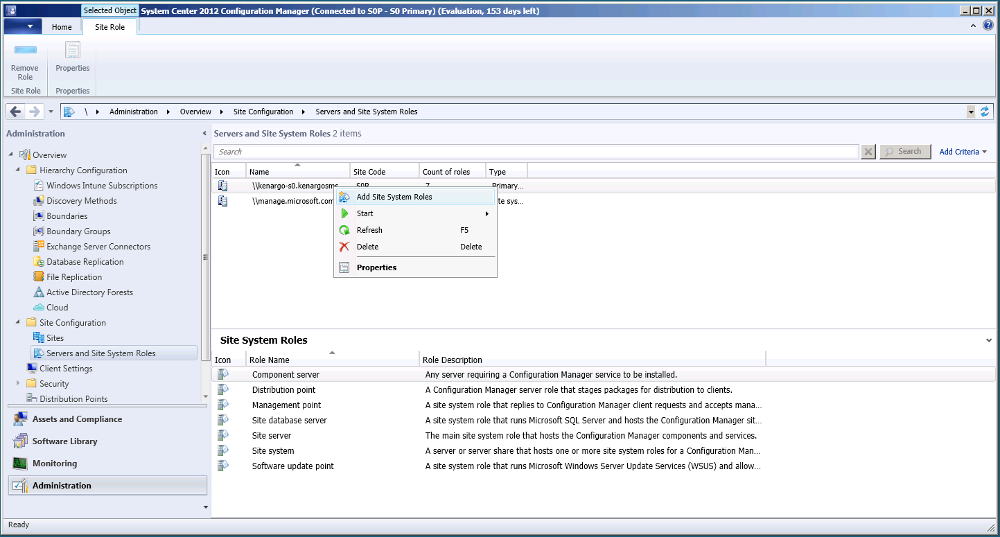 Selected Object System Center 2012 Configuration Manager (Connected to S0P - S0 Primary) (Evaluation, 153 days left)
Home Site Role
Remove Role
Properties
Site Role Properties
\ Administration Overview Site Configuration Servers and Site System Roles
Administration
Overview
Hierarchy Configuration
Windows Intune Subscriptions
Discovery Methods
Boundaries
Boundary Groups
Exchange Server Connectors
Database Replication
File Replication
Active Directory Forests
Cloud
Site Configuration
Sites
Servers and Site System Roles
Client Settings
Security
Distribution Points
Assets and Compliance
Software Library
Monitoring
Administration
Servers and Site System Roles 2 items
Search Search Add Criteria
Icon Name Site Code Count of roles Type
\\kenargo-s0.kenargosms S0P 7 Primary...
\\manage.microsoft.com te sys...
Add Site System Roles
Start
Refresh F5
Delete Delete
Properties
Site System Roles
Icon Role Name Role Description
Component server Any server requiring a Configuration Manager service to be installed.
Distribution point A Configuration Manager server role that stages packages for distribution to clients.
Management point A site system role that replies to Configuration Manager client requests and accepts mana...
Site database server A site system role that runs Microsoft SQL Server and hosts the Configuration Manager sit...
Site server The main site system role that hosts the Configuration Manager components and services.
Site system A server or server share that hosts one or more site system roles for a Configuration Man...
Software update point A site system role that runs Microsoft Windows Server Update Services (WSUS) and allow...
Ready